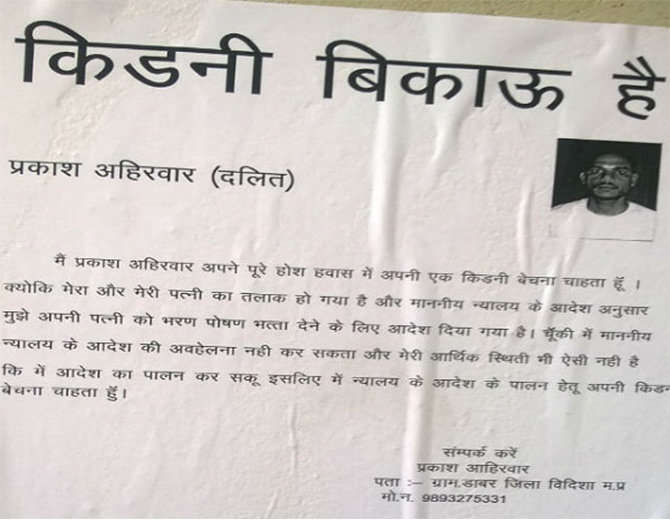 किडनी बिकाऊ है
प्रकाश अहिरवार (दलित)
मैं प्रकाश अहिरवार अपने पूरे होश हवास में अपनी एक किडनी बेचना चाहता हूॅं ।
क्योकि मेरा और मेरी पत्नी का तलाक हो गया है और माननीय न्यालय के आदेश अनुसार
मुझे अपनी पत्नी को भरण पोषण भत्ता देने के लिए आदेश दिया गया है। चूॅंकी में माननीय
न्यालय के आदेश की अवहेलना नही कर सकता और मेरी आर्थिक स्थिती भी ऐसी नही है
कि में आदेश का पालन कर सकू इसलिए में न्यालय के आदेश के पालन हेतू अपनी किडन
बेचना चाहता हुॅं।
संम्पर्क करें
प्रकाश आहिरवार
पता :– ग्राम.डाबर जिला विदिशा म.प्र
मो.न. 9893275331